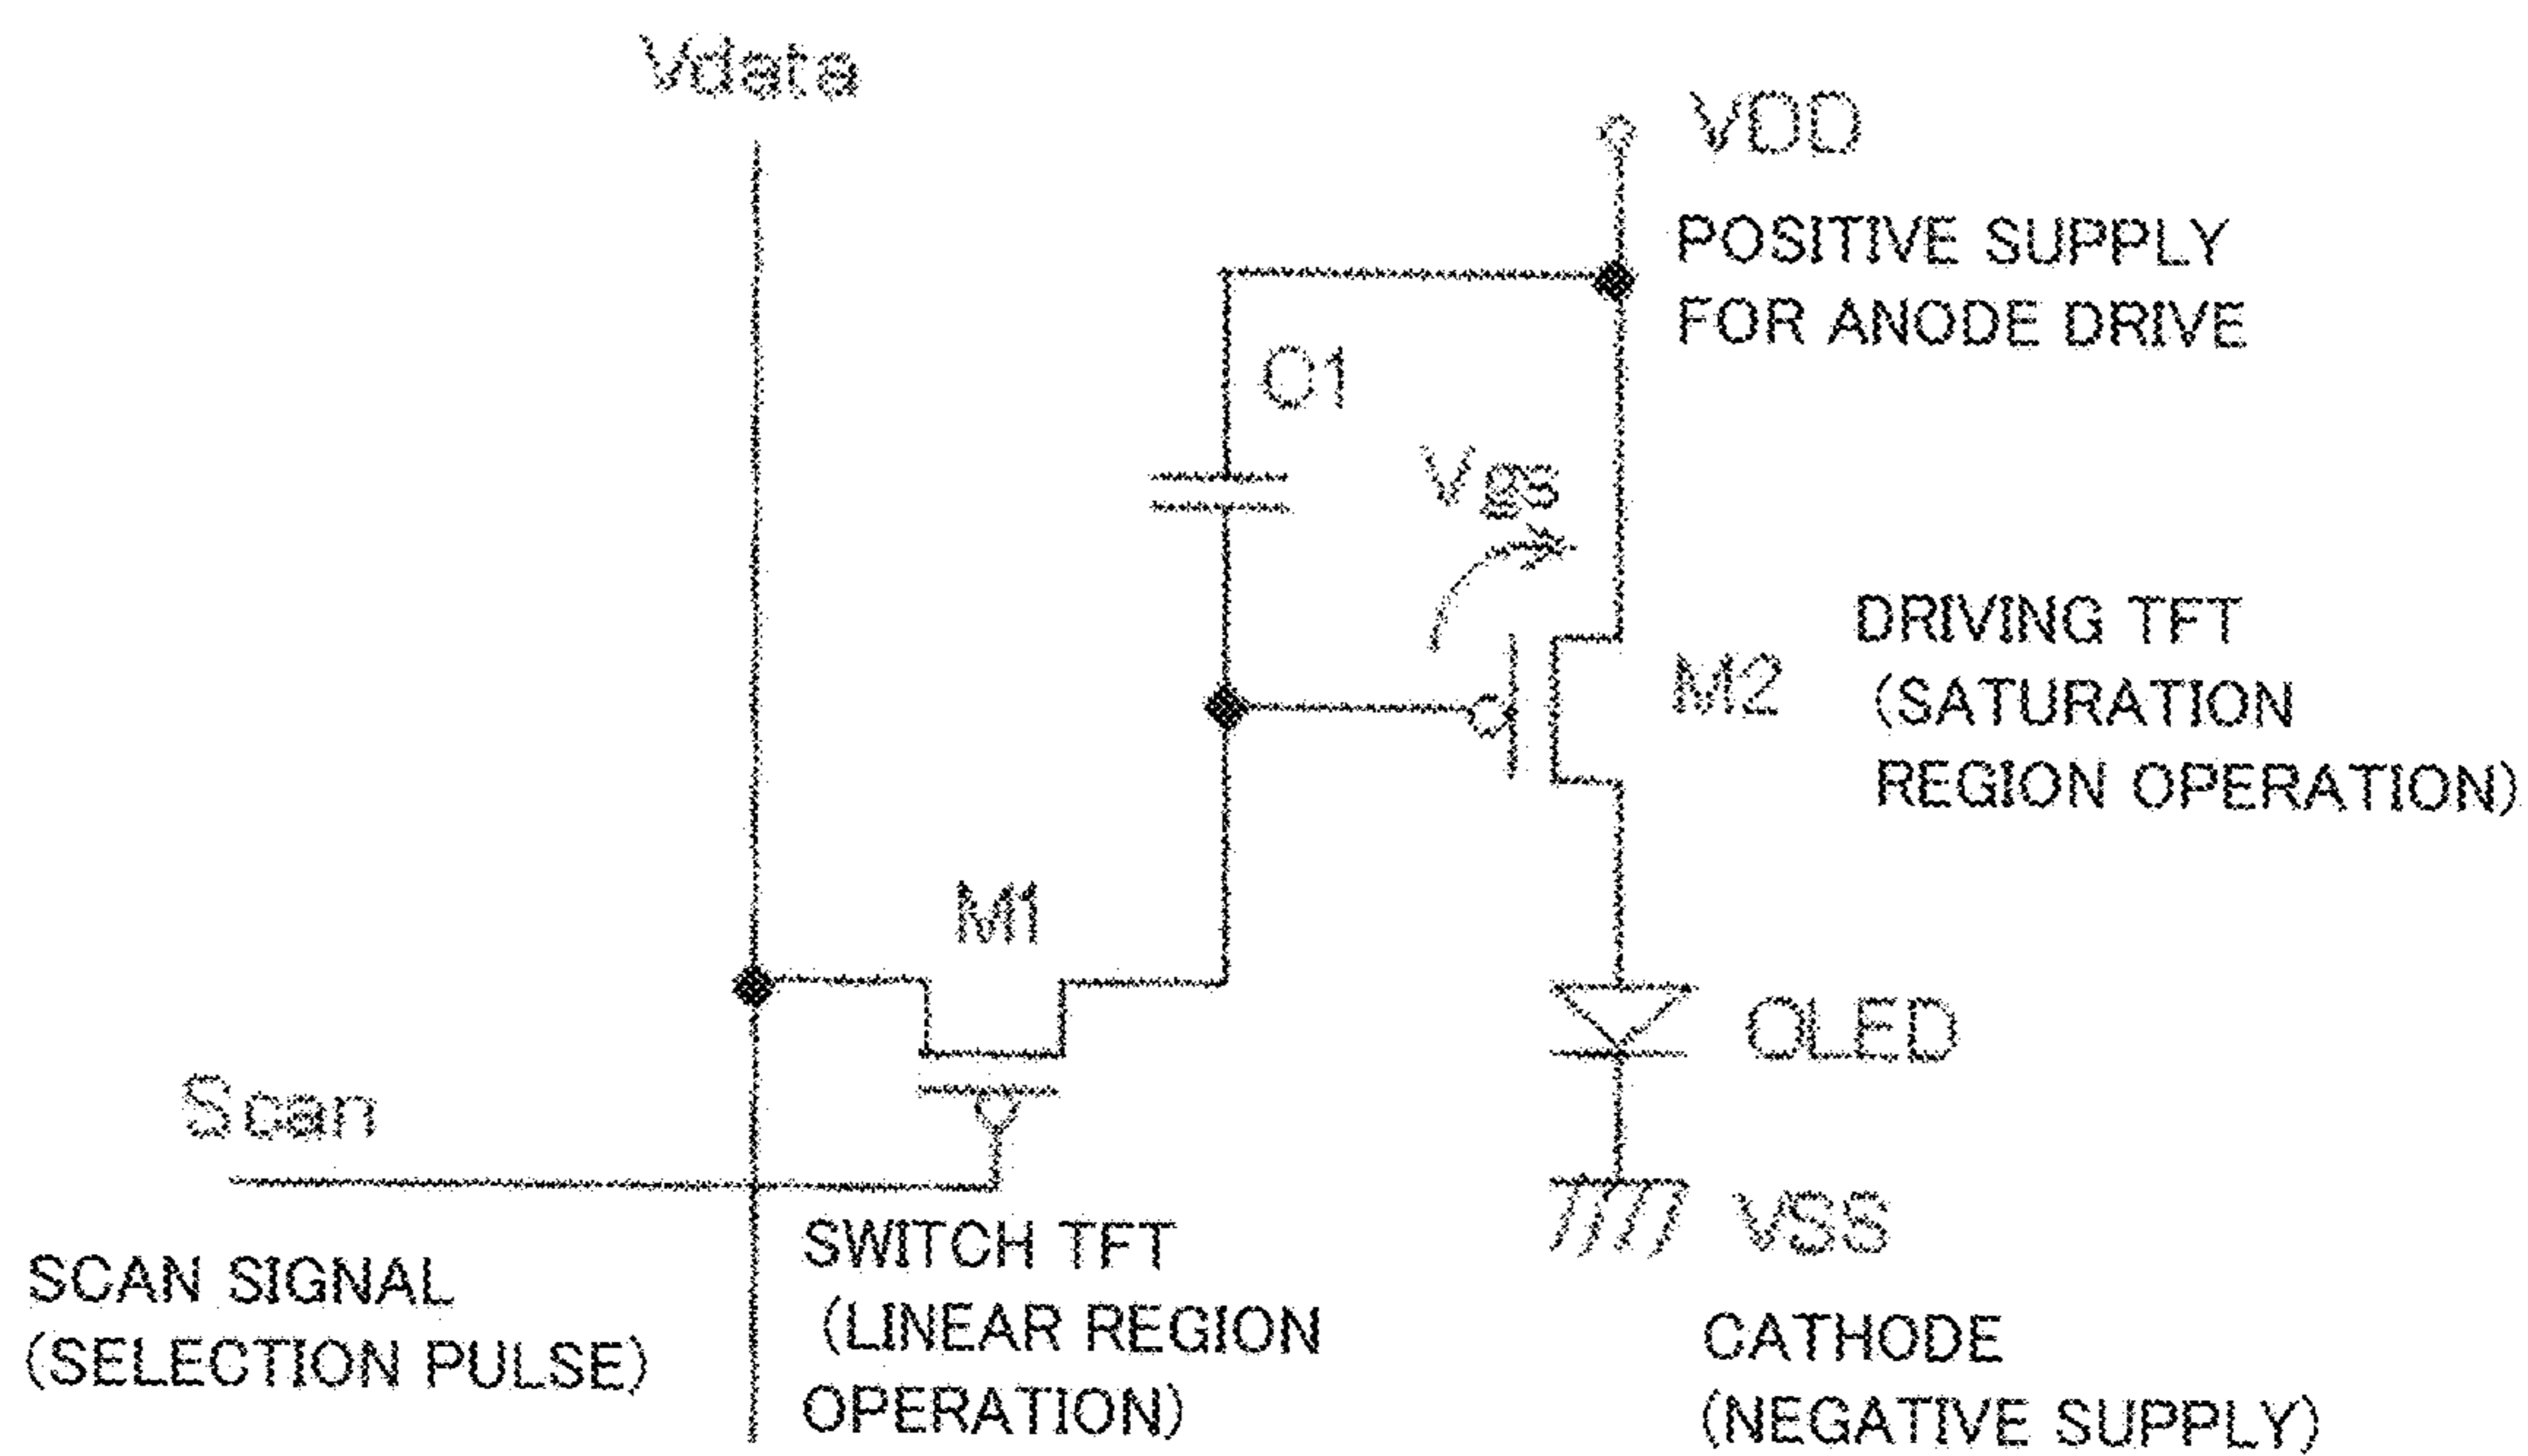 Vdata
VDD
POSITIVE SUPPLY
FOR ANODE DRIVE
C1
Vgs
DRIVING TFT
M2
(SATURATION
REGION OPERATION)
M1
OLED
Scan
VSS
SWITCH TFT
SCAN SIGNAL
(LINEAR REGION
(SELECTION PULSE)
CATHODE
OPERATION)
(NEGATIVE SUPPLY)